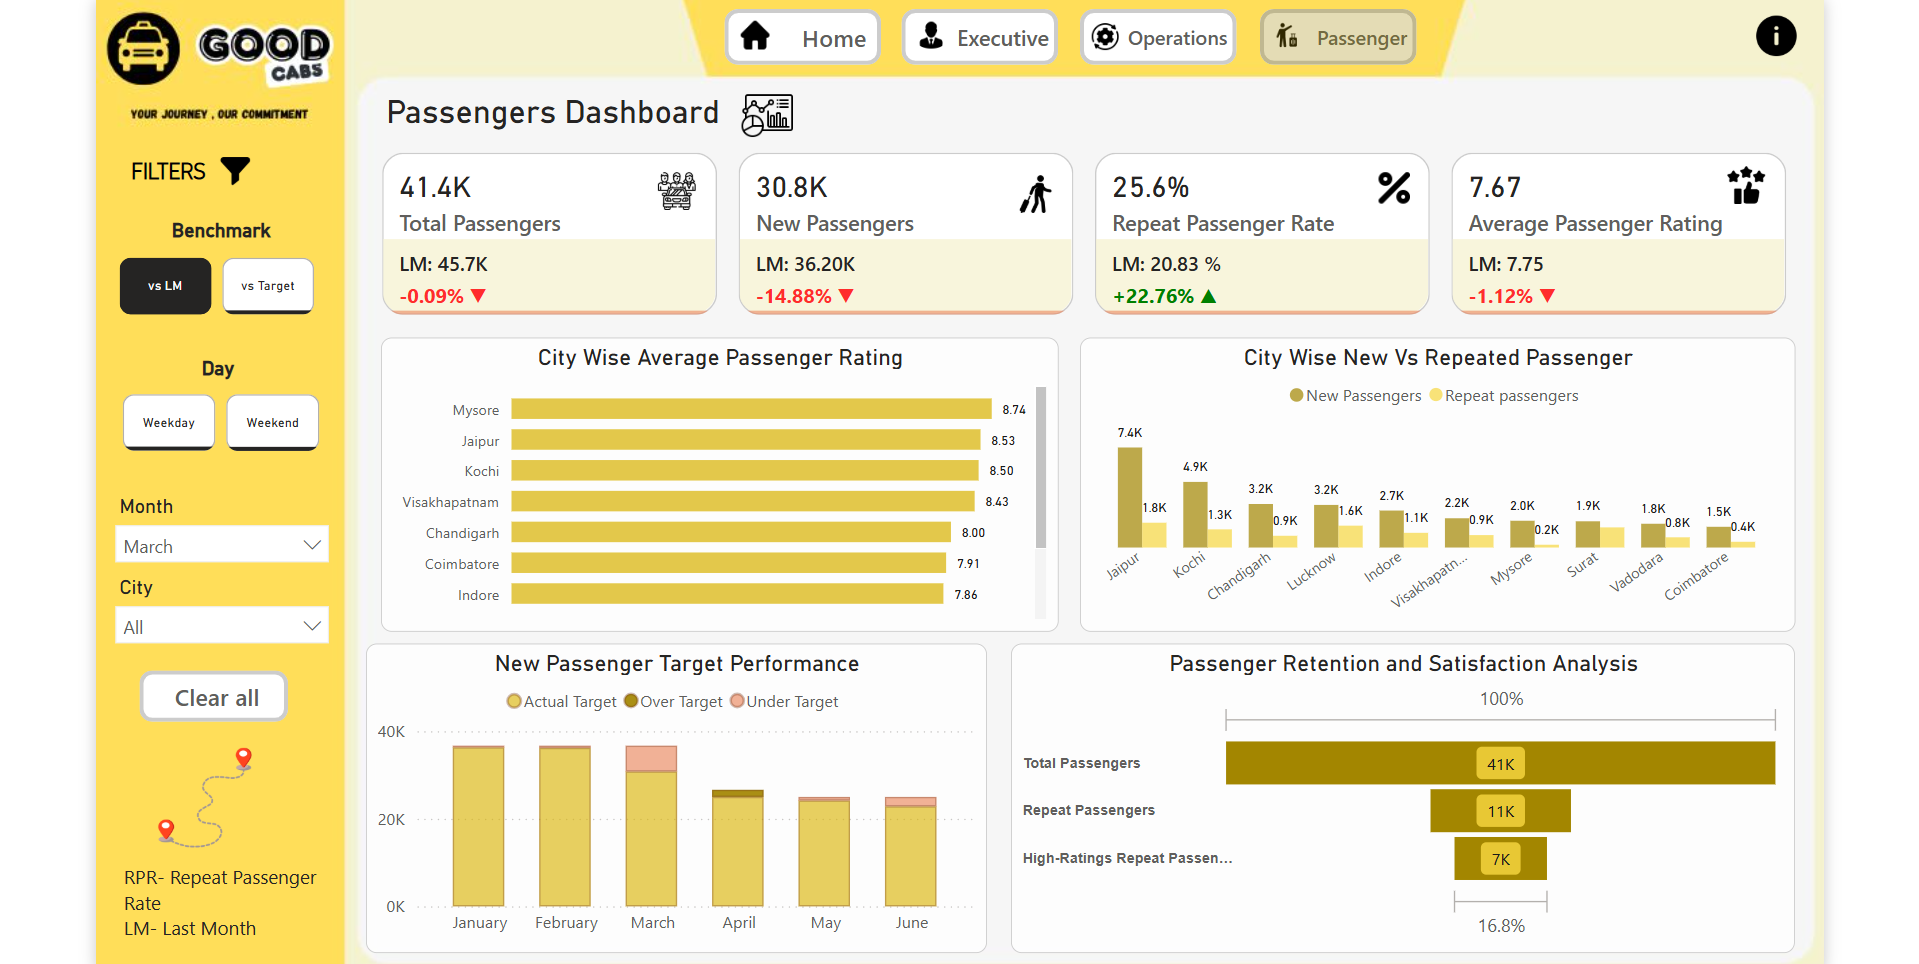 GOOD
CABS
YOUR JOURNEY , OUR COMMITMENT
Home
Executive
Operations
Passenger
i
Passengers Dashboard
FILTERS
Benchmark
vs LM
vs Target
Day
Weekday
Weekend
Month
March
City
All
Clear all
RPR- Repeat Passenger
Rate
LM- Last Month
41.4K
Total Passengers
LM: 45.7K
-0.09% ▼
30.8K
New Passengers
LM: 36.20K
-14.88% ▼
25.6%
Repeat Passenger Rate
LM: 20.83 %
+22.76% ▲
7.67
Average Passenger Rating
LM: 7.75
-1.12% ▼
City Wise Average Passenger Rating
Mysore 8.74
Jaipur 8.53
Kochi 8.50
Visakhapatnam 8.43
Chandigarh 8.00
Coimbatore 7.91
Indore 7.86
City Wise New Vs Repeated Passenger
New Passengers Repeat passengers
7.4K 1.8K 4.9K 1.3K 3.2K 0.9K 3.2K 1.6K 2.7K 1.1K 2.2K 0.9K 2.0K 0.2K 1.9K 1.8K 0.8K 1.5K 0.4K
Jaipur Kochi Chandigarh Lucknow Indore Visakhapatn... Mysore Surat Vadodara Coimbatore
New Passenger Target Performance
Actual Target Over Target Under Target
40K
20K
0K
January February March April May June
Passenger Retention and Satisfaction Analysis
100%
Total Passengers 41K
Repeat Passengers 11K
High-Ratings Repeat Passen... 7K
16.8%